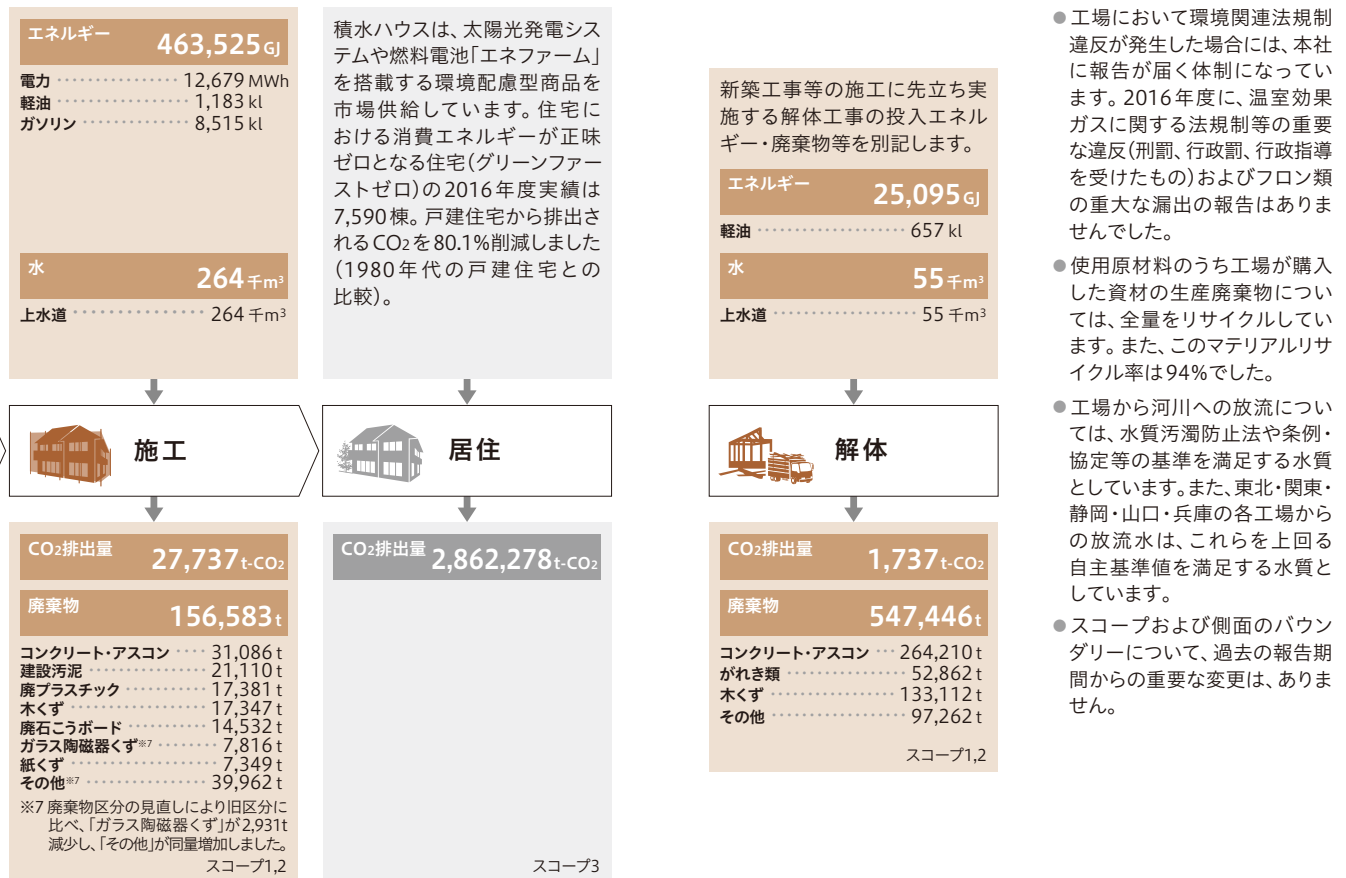 エネルギー 463,525 GJ
電力 ・・・・・・・・・・・・・・ 12,679 MWh
軽油 ・・・・・・・・・・・・・・・ 1,183 kl
ガソリン ・・・・・・・・・・・・ 8,515 kl
水 264 千m³
上水道 ・・・・・・・・・・・・・・・ 264 千m³
施工
CO₂排出量 27,737 t-CO₂
廃棄物 156,583 t
コンクリート・アスコン ・・・・ 31,086 t
建設汚泥 ・・・・・・・・・・・・・ 21,110 t
廃プラスチック ・・・・・・・・・ 17,381 t
木くず ・・・・・・・・・・・・・・・・ 17,347 t
廃石こうボード ・・・・・・・・・ 14,532 t
ガラス陶磁器くず※7 ・・・・・・・ 7,816 t
紙くず ・・・・・・・・・・・・・・・・・ 7,349 t
その他※7 ・・・・・・・・・・・・・・ 39,962 t
※7 廃棄物区分の見直しにより旧区分に
比べ、「ガラス陶磁器くず」が2,931t
減少し、「その他」が同量増加しました。
スコープ1,2
積水ハウスは、太陽光発電シス
テムや燃料電池「エネファーム」
を搭載する環境配慮型商品を
市場供給しています。住宅に
おける消費エネルギーが正味
ゼロとなる住宅(グリーンファー
ストゼロ)の2016年度実績は
7,590棟。戸建住宅から排出さ
れるCO₂を80.1%削減しました
(1980年代の戸建住宅との
比較)。
居住
CO₂排出量 2,862,278 t-CO₂
スコープ3
新築工事等の施工に先立ち実
施する解体工事の投入エネル
ギー・廃棄物等を別記します。
エネルギー 25,095 GJ
軽油 ・・・・・・・・・・・・・・・・・・・ 657 kl
水 55 千m³
上水道 ・・・・・・・・・・・・・・・・・・ 55 千m³
解体
CO₂排出量 1,737 t-CO₂
廃棄物 547,446 t
コンクリート・アスコン ・・・ 264,210 t
がれき類 ・・・・・・・・・・・・・・・ 52,862 t
木くず ・・・・・・・・・・・・・・・・ 133,112 t
その他 ・・・・・・・・・・・・・・・・・ 97,262 t
スコープ1,2
●工場において環境関連法規制
違反が発生した場合には、本社
に報告が届く体制になってい
ます。2016年度に、温室効果
ガスに関する法規制等の重要
な違反(刑罰、行政罰、行政指導
を受けたもの)およびフロン類
の重大な漏出の報告はありま
せんでした。
●使用原材料のうち工場が購入
した資材の生産廃棄物につい
ては、全量をリサイクルしてい
ます。また、このマテリアルリサ
イクル率は94%でした。
●工場から河川への放流につい
ては、水質汚濁防止法や条例・
協定等の基準を満足する水質
としています。また、東北・関東・
静岡・山口・兵庫の各工場から
の放流水は、これらを上回る
自主基準値を満足する水質と
しています。
●スコープおよび側面のバウン
ダリーについて、過去の報告期
間からの重要な変更は、ありま
せん。